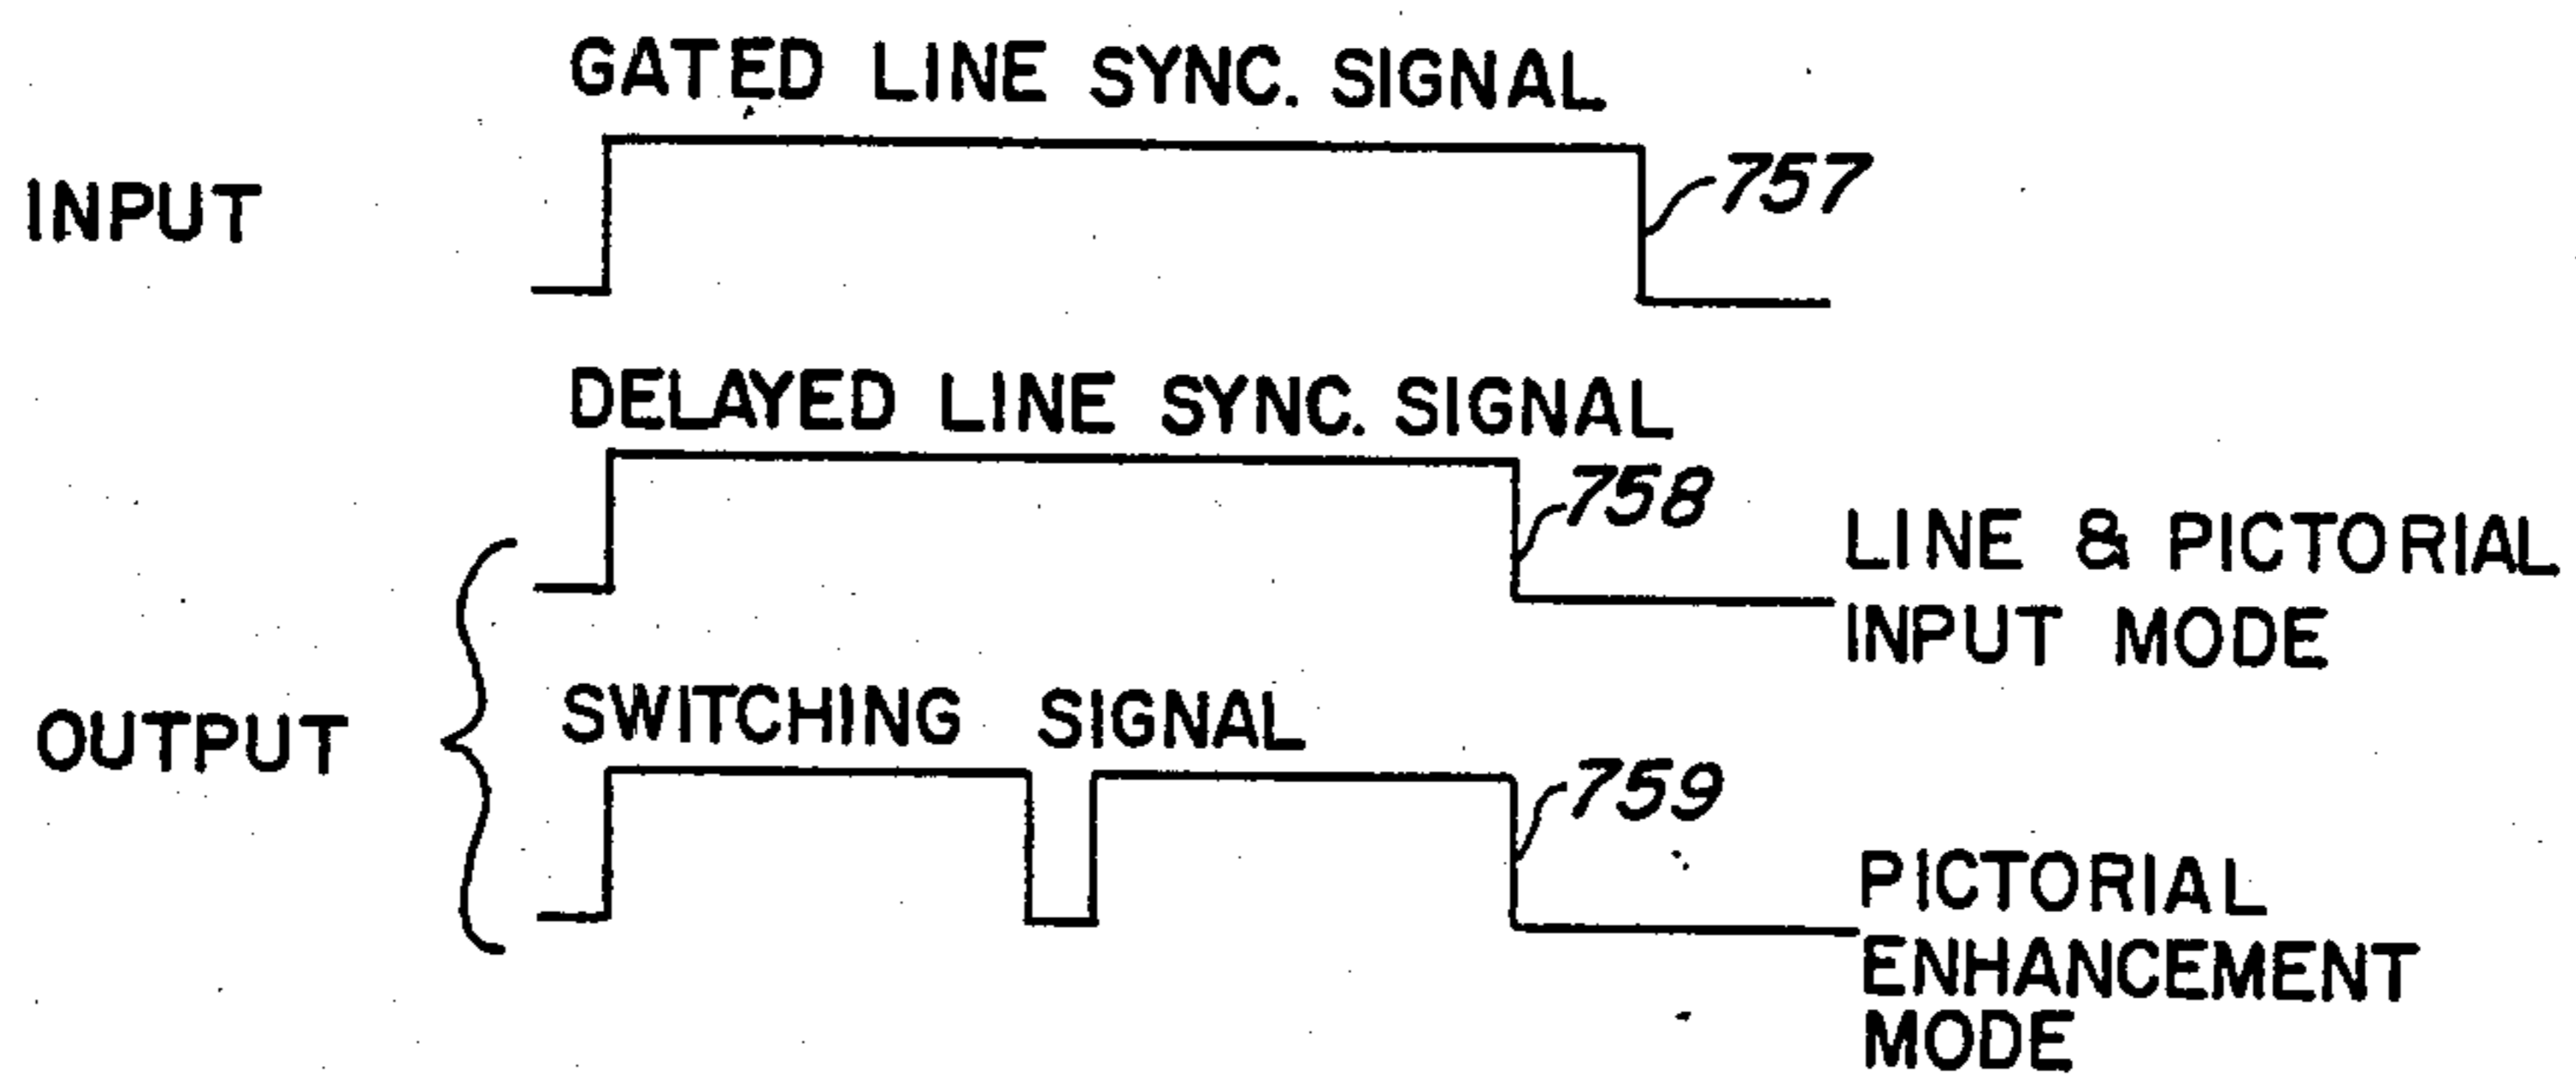 GATED LINE SYNC. SIGNAL
INPUT
757
DELAYED LINE SYNC. SIGNAL
758
LINE & PICTORIAL
INPUT MODE
OUTPUT
SWITCHING SIGNAL
759
PICTORIAL
ENHANCEMENT
MODE